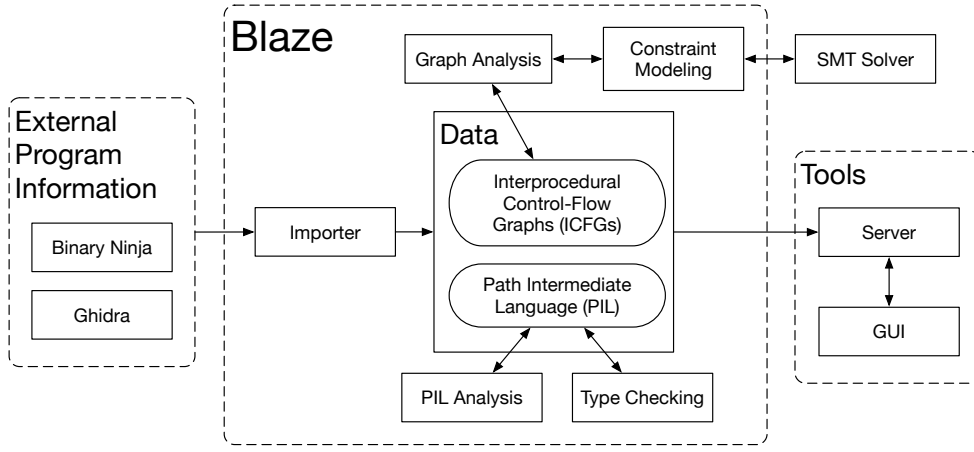 Blaze
Graph Analysis
Constraint
Modeling
SMT Solver
External
Program
Information
Binary Ninja
Ghidra
Importer
Data
Interprocedural
Control-Flow
Graphs (ICFGs)
Path Intermediate
Language (PIL)
PIL Analysis
Type Checking
Tools
Server
GUI